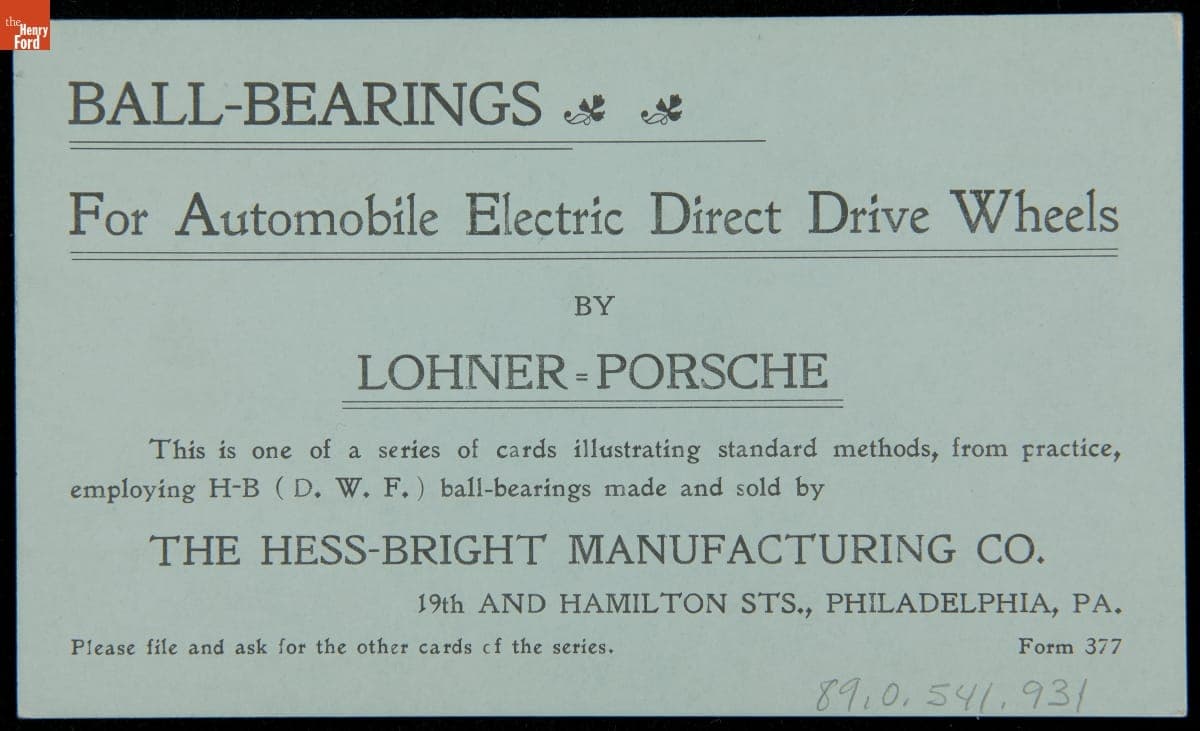 the
Henry
Ford
BALL-BEARINGS
For Automobile Electric Direct Drive Wheels
BY
LOHNER=PORSCHE
This is one of a series of cards illustrating standard methods, from practice,
employing H-B ( D. W. F. ) ball-bearings made and sold by
THE HESS-BRIGHT MANUFACTURING CO.
19th AND HAMILTON STS., PHILADELPHIA, PA.
Please file and ask for the other cards cf the series. Form 377
89.0.541.931